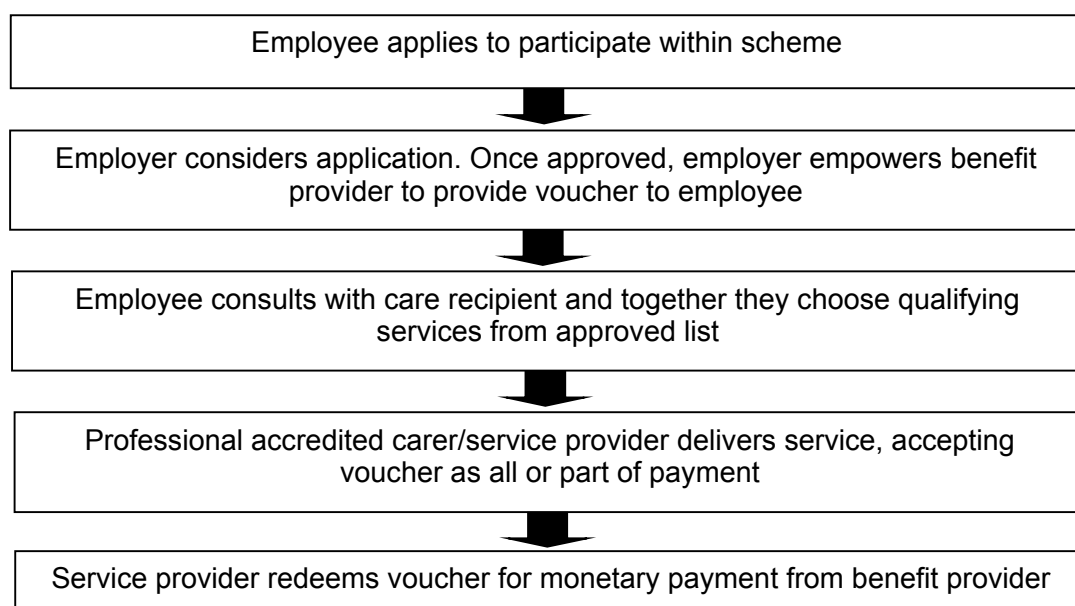 Employee applies to participate within scheme
Employer considers application. Once approved, employer empowers benefit
provider to provide voucher to employee
Employee consults with care recipient and together they choose qualifying
services from approved list
Professional accredited carer/service provider delivers service, accepting
voucher as all or part of payment
Service provider redeems voucher for monetary payment from benefit provider